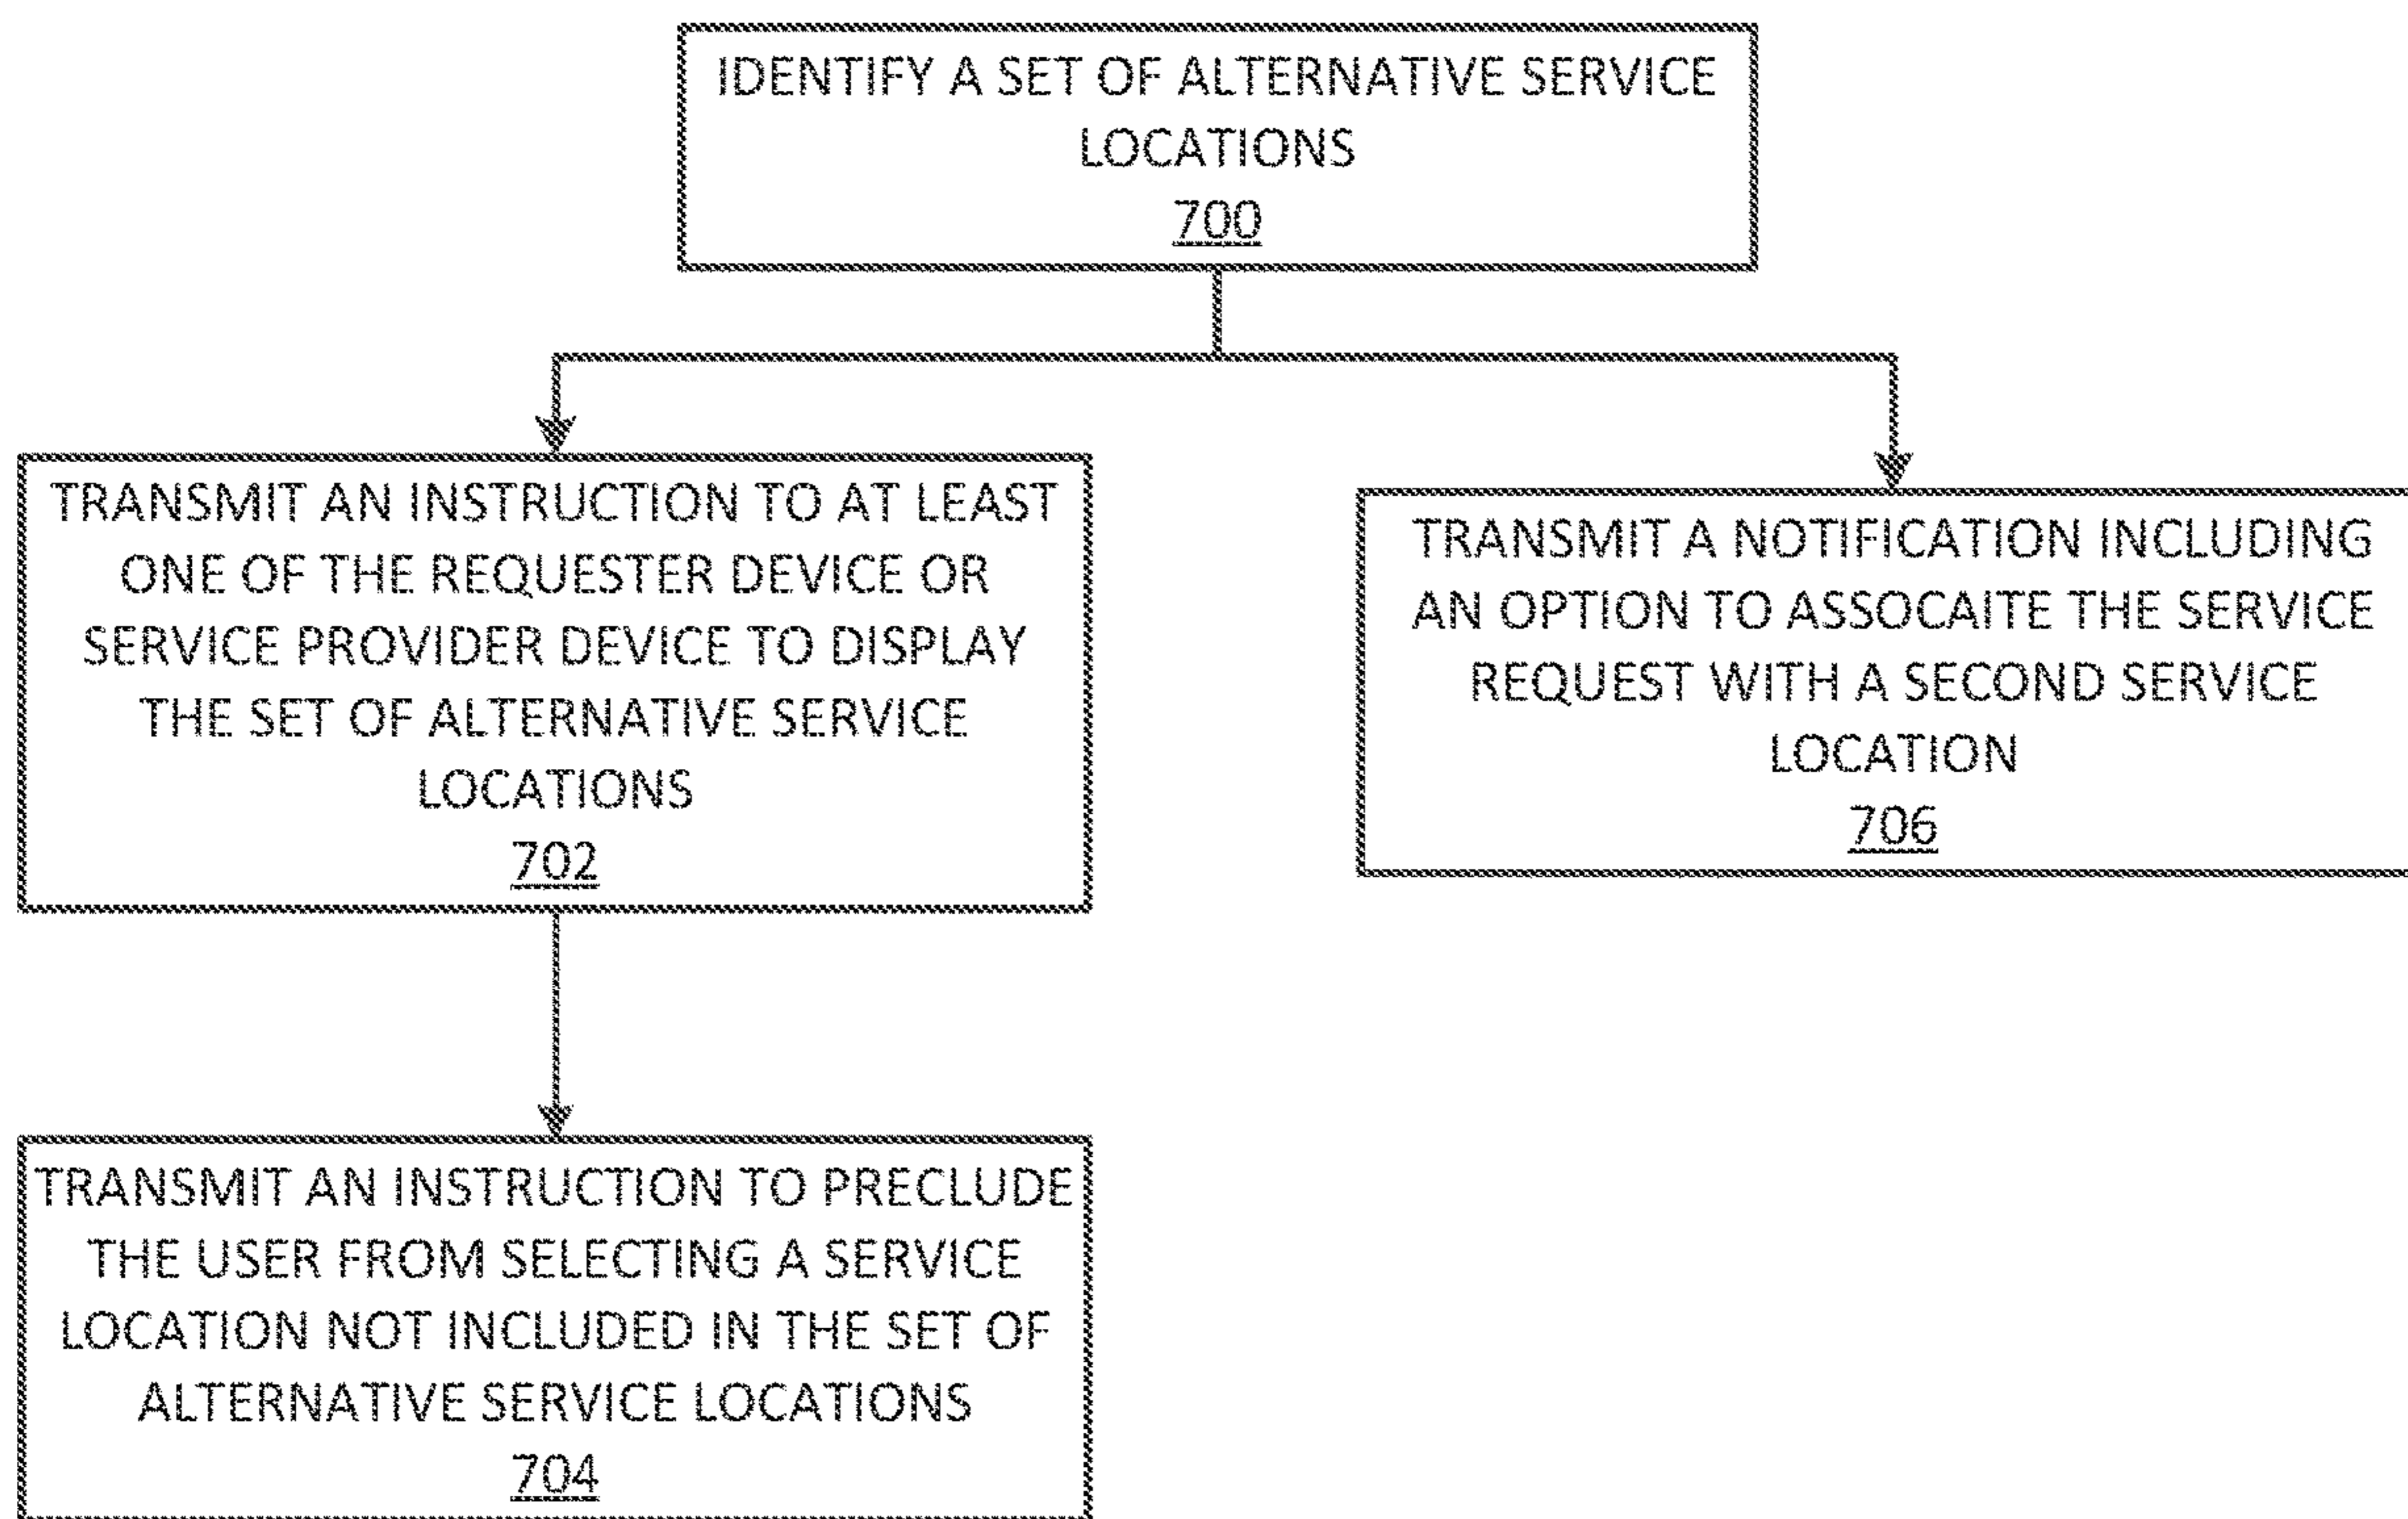 IDENTIFY A SET OF ALTERNATIVE SERVICE
LOCATIONS
700
TRANSMIT AN INSTRUCTION TO AT LEAST
ONE OF THE REQUESTER DEVICE OR
SERVICE PROVIDER DEVICE TO DISPLAY
THE SET OF ALTERNATIVE SERVICE
LOCATIONS
702
TRANSMIT A NOTIFICATION INCLUDING
AN OPTION TO ASSOCAITE THE SERVICE
REQUEST WITH A SECOND SERVICE
LOCATION
706
TRANSMIT AN INSTRUCTION TO PRECLUDE
THE USER FROM SELECTING A SERVICE
LOCATION NOT INCLUDED IN THE SET OF
ALTERNATIVE SERVICE LOCATIONS
704